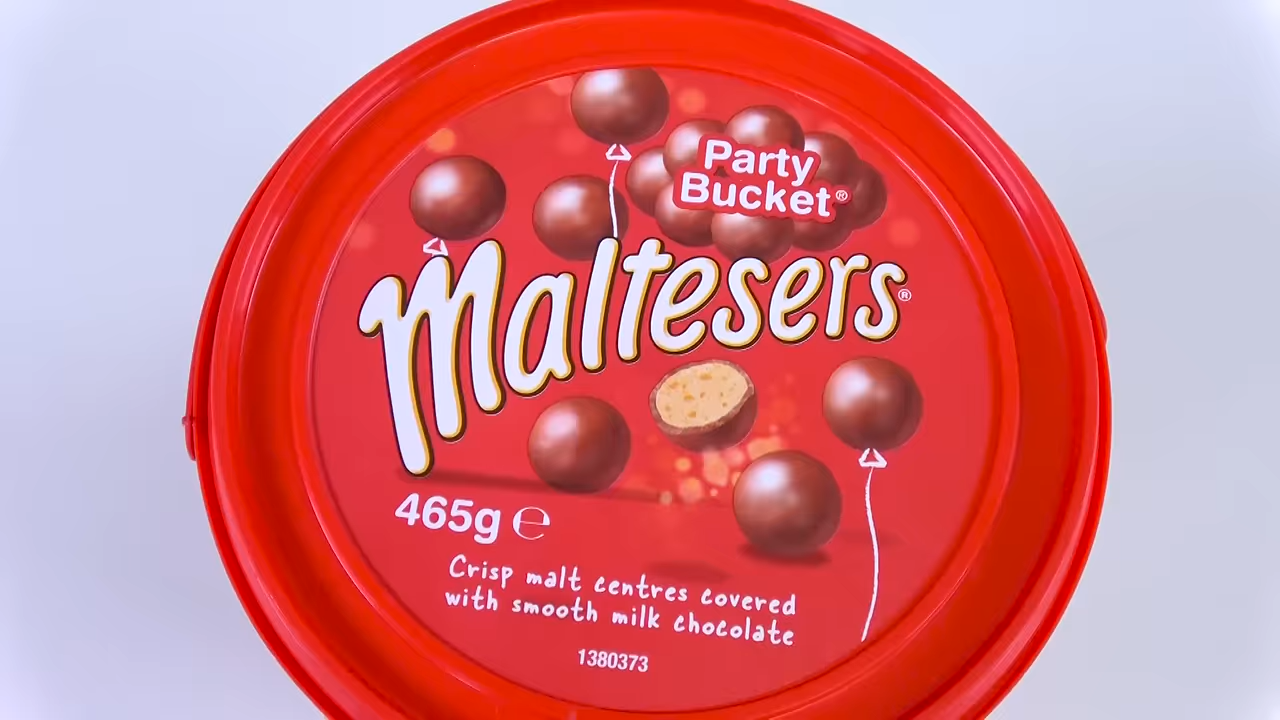 Party
Bucket®
Maltesers®
465g ℮
Crisp malt centres covered
with smooth milk chocolate
1380373